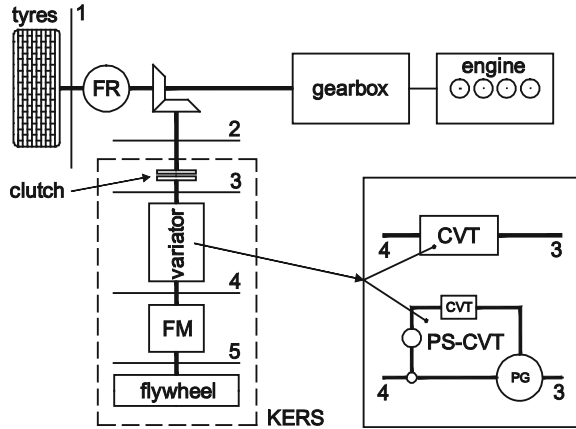 tyres
1
FR
gearbox
engine
2
clutch
3
variator
4
FM
5
flywheel
KERS
CVT
4
3
CVT
PS-CVT
PG
4
3